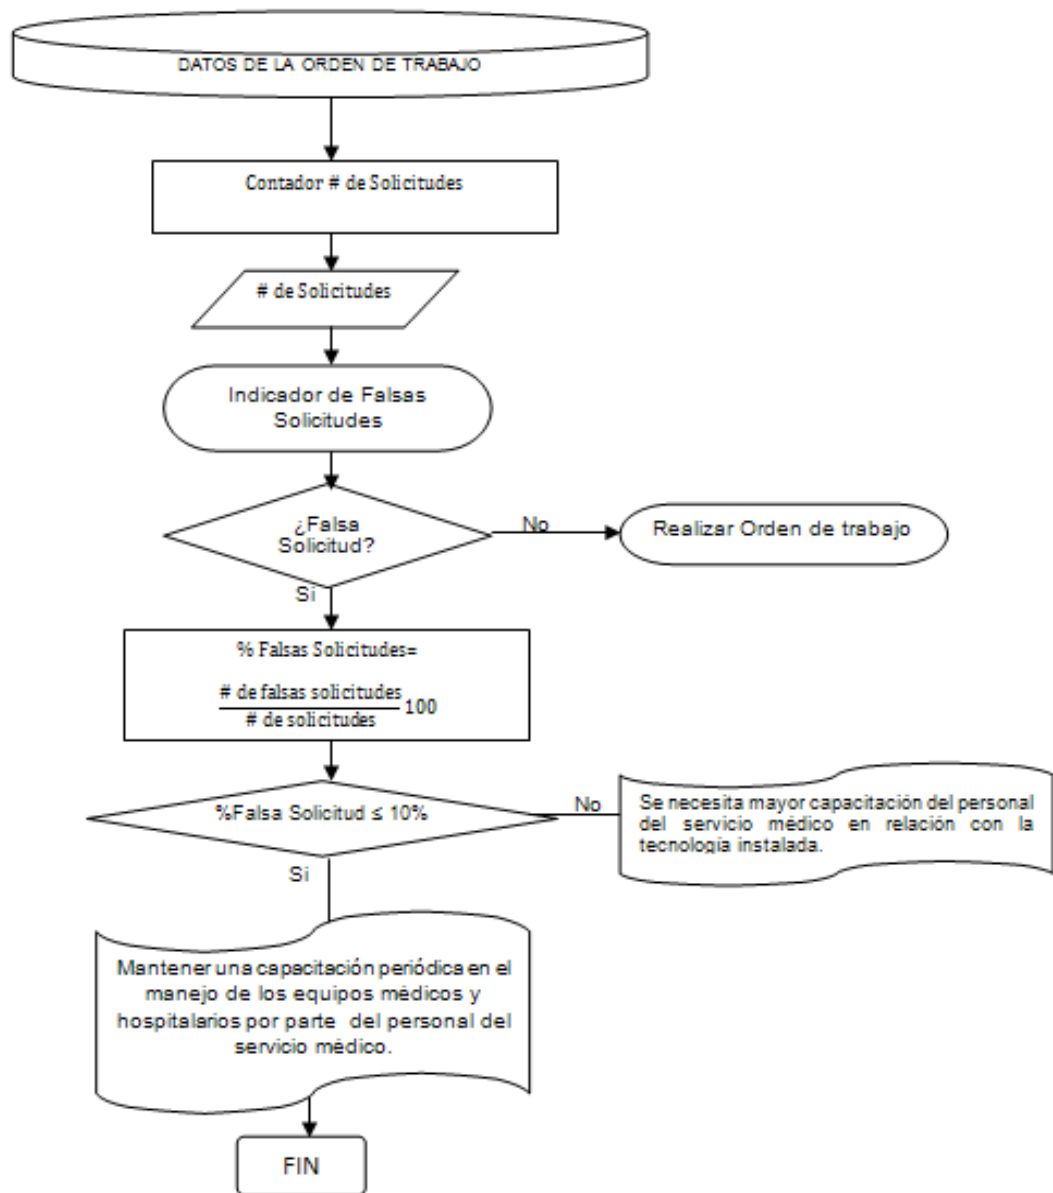 DATOS DE LA ORDEN DE TRABAJO
Contador # de Solicitudes
# de Solicitudes
Indicador de Falsas
Solicitudes
¿Falsa
Solicitud?
No
Realizar Orden de trabajo
Si
% Falsas Solicitudes=
# de falsas solicitudes
# de solicitudes
100
%Falsa Solicitud ≤ 10%
No
Se necesita mayor capacitación del personal
del servicio médico en relación con la
tecnología instalada.
Si
Mantener una capacitación periódica en el
manejo de los equipos médicos y
hospitalarios por parte del personal del
servicio médico.
FIN